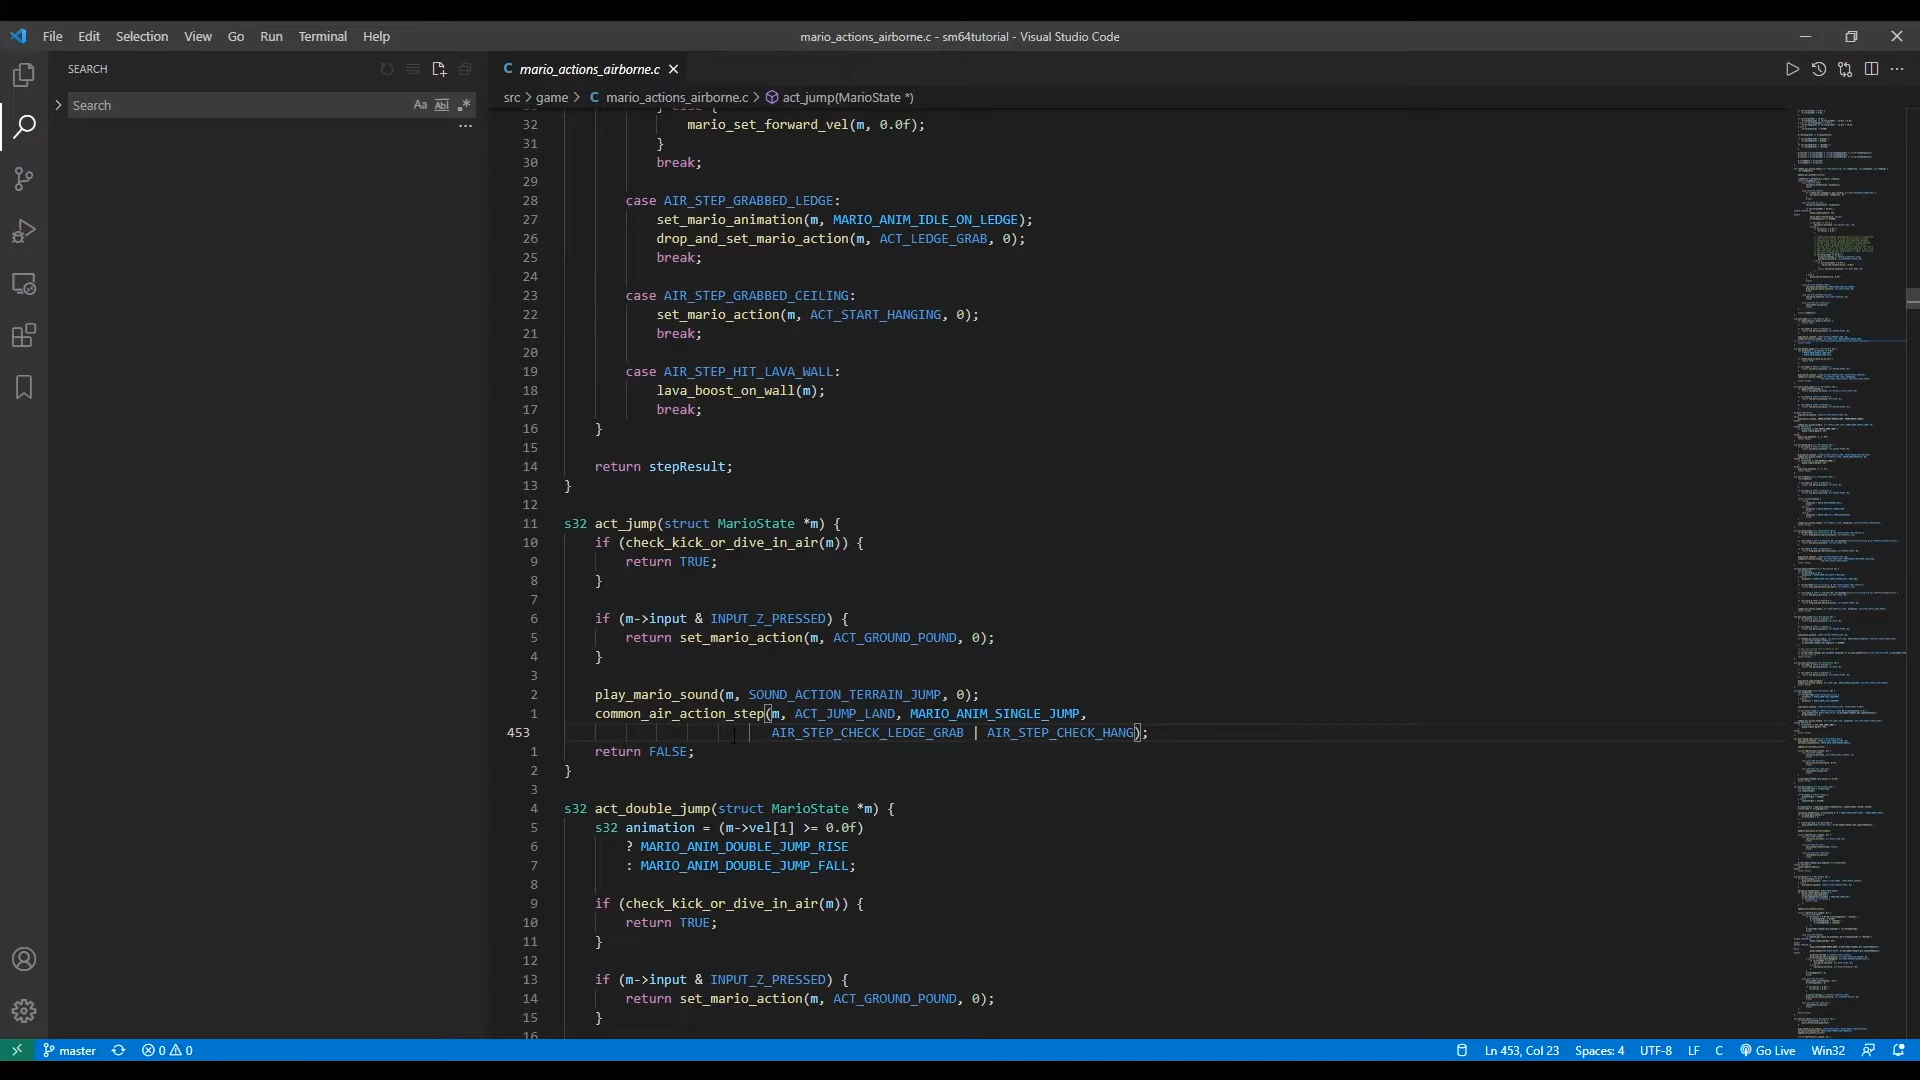 File Edit Selection View Go Run Terminal Help
mario_actions_airborne.c - sm64tutorial - Visual Studio Code
SEARCH
Search
Aa Abl .*
C mario_actions_airborne.c
src > game > C mario_actions_airborne.c > act_jump(MarioState *)
32 mario_set_forward_vel(m, 0.0f);
31 }
30 break;
29
28 case AIR_STEP_GRABBED_LEDGE:
27 set_mario_animation(m, MARIO_ANIM_IDLE_ON_LEDGE);
26 drop_and_set_mario_action(m, ACT_LEDGE_GRAB, 0);
25 break;
24
23 case AIR_STEP_GRABBED_CEILING:
22 set_mario_action(m, ACT_START_HANGING, 0);
21 break;
20
19 case AIR_STEP_HIT_LAVA_WALL:
18 lava_boost_on_wall(m);
17 break;
16 }
15
14 return stepResult;
13 }
12
11 s32 act_jump(struct MarioState *m) {
10 if (check_kick_or_dive_in_air(m)) {
9 return TRUE;
8 }
7
6 if (m->input & INPUT_Z_PRESSED) {
5 return set_mario_action(m, ACT_GROUND_POUND, 0);
4 }
3
2 play_mario_sound(m, SOUND_ACTION_TERRAIN_JUMP, 0);
1 common_air_action_step(m, ACT_JUMP_LAND, MARIO_ANIM_SINGLE_JUMP,
453 AIR_STEP_CHECK_LEDGE_GRAB | AIR_STEP_CHECK_HANG);
1 return FALSE;
2 }
3
4 s32 act_double_jump(struct MarioState *m) {
5 s32 animation = (m->vel[1] >= 0.0f)
6 ? MARIO_ANIM_DOUBLE_JUMP_RISE
7 : MARIO_ANIM_DOUBLE_JUMP_FALL;
8
9 if (check_kick_or_dive_in_air(m)) {
10 return TRUE;
11 }
12
13 if (m->input & INPUT_Z_PRESSED) {
14 return set_mario_action(m, ACT_GROUND_POUND, 0);
15 }
16
master 0 0 Ln 453, Col 23 Spaces: 4 UTF-8 LF C Go Live Win32